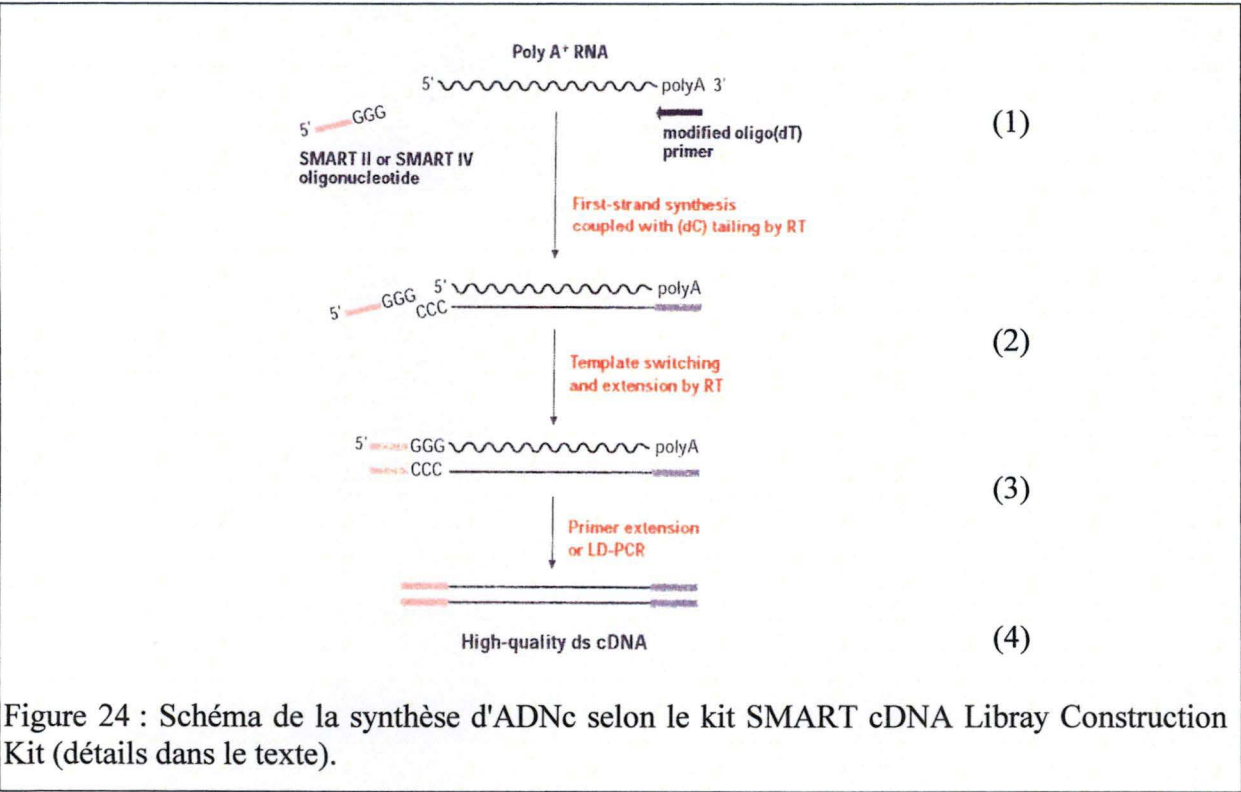 Poly A+ RNA
5' polyA 3'
5' GGG
(1)
modified oligo(dT)
primer
SMART II or SMART IV
oligonucleotide
First-strand synthesis
coupled with (dC) tailing by RT
5' polyA
5' GGG
CCC
(2)
Template switching
and extension by RT
5' GGG polyA
CCC
(3)
Primer extension
or LD-PCR
High-quality ds cDNA
(4)
Figure 24 : Schéma de la synthèse d'ADNc selon le kit SMART cDNA Libray Construction
Kit (détails dans le texte).